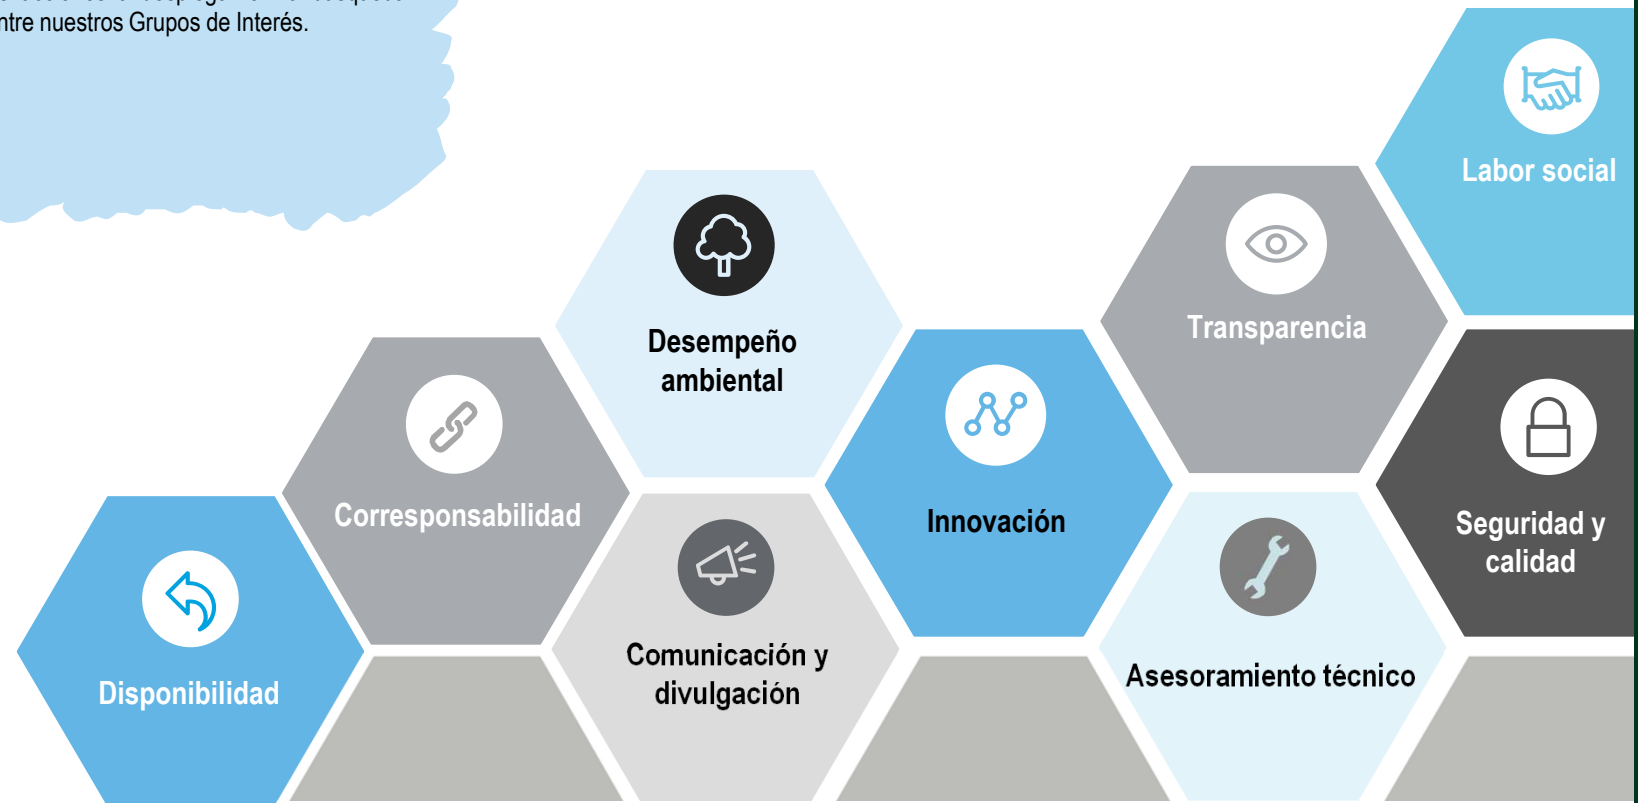 ntre nuestros Grupos de Interés.
Labor social
Transparencia
Desempeño
ambiental
Corresponsabilidad
Innovación
Seguridad y
calidad
Comunicación y
divulgación
Asesoramiento técnico
Disponibilidad